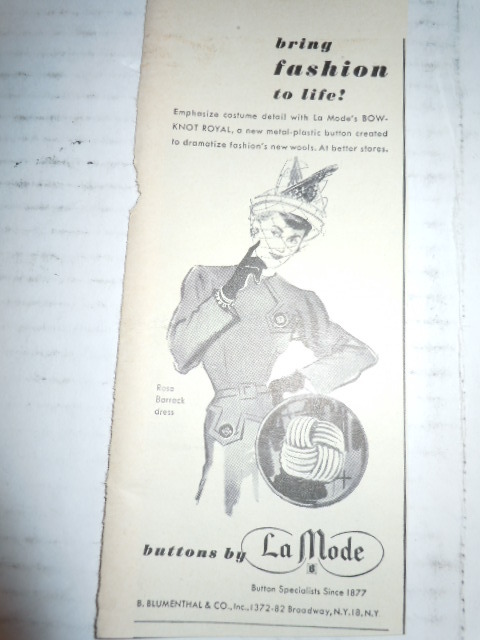 bring
fashion
to life!
Emphasize costume detail with La Mode's BOW-
KNOT ROYAL, a new metal-plastic button created
to dramatize fashion's new wools. At better stores.
Rose
Barrack
dress
buttons by La Mode
B
Button Specialists Since 1877
B. BLUMENTHAL & CO., Inc., 1372-82 Broadway, N.Y. 18, N.Y.